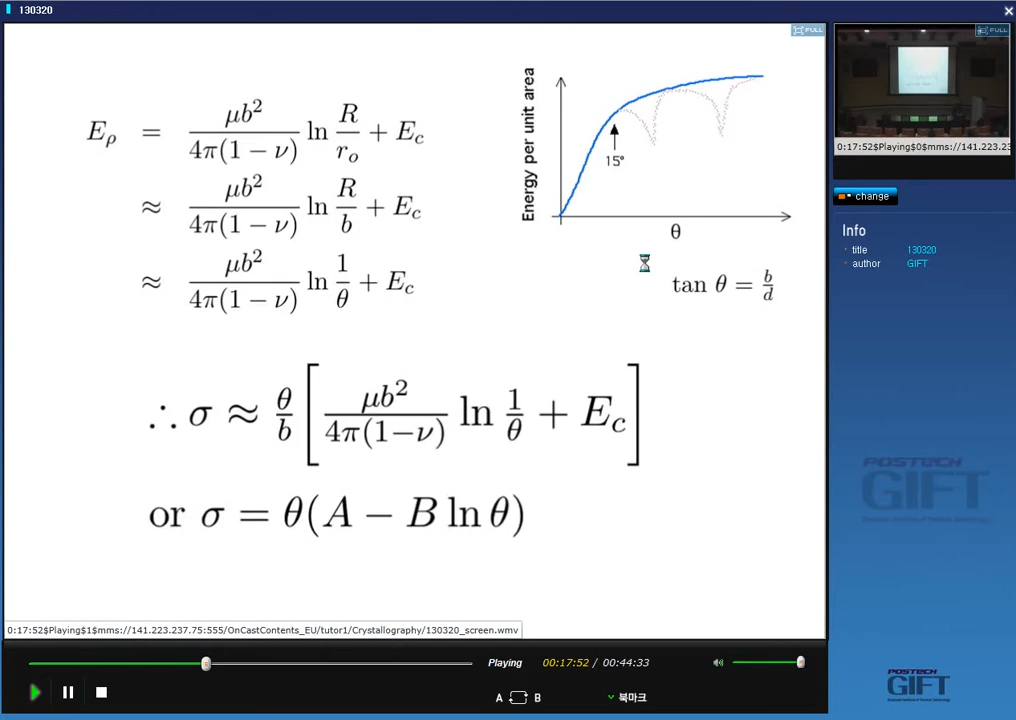 130320
FULL
E_ρ = μb² / 4π(1 − ν) ln R/r_o + E_c
≈ μb² / 4π(1 − ν) ln R/b + E_c
≈ μb² / 4π(1 − ν) ln 1/θ + E_c
Energy per unit area
15°
θ
tan θ = b/d
∴ σ ≈ θ/b [ μb² / 4π(1−ν) ln 1/θ + E_c ]
or σ = θ(A − B ln θ)
0:17:52$Playing$1$mms://141.223.237.75:555/OnCastContents_EU/tutor1/Crystallography/130320_screen.wmv
Playing 00:17:52 / 00:44:33
A B 북마크
FULL
0:17:52$Playing$0$mms://141.223.23
change
Info
title 130320
author GIFT
POSTECH
GIFT
POSTECH
GIFT